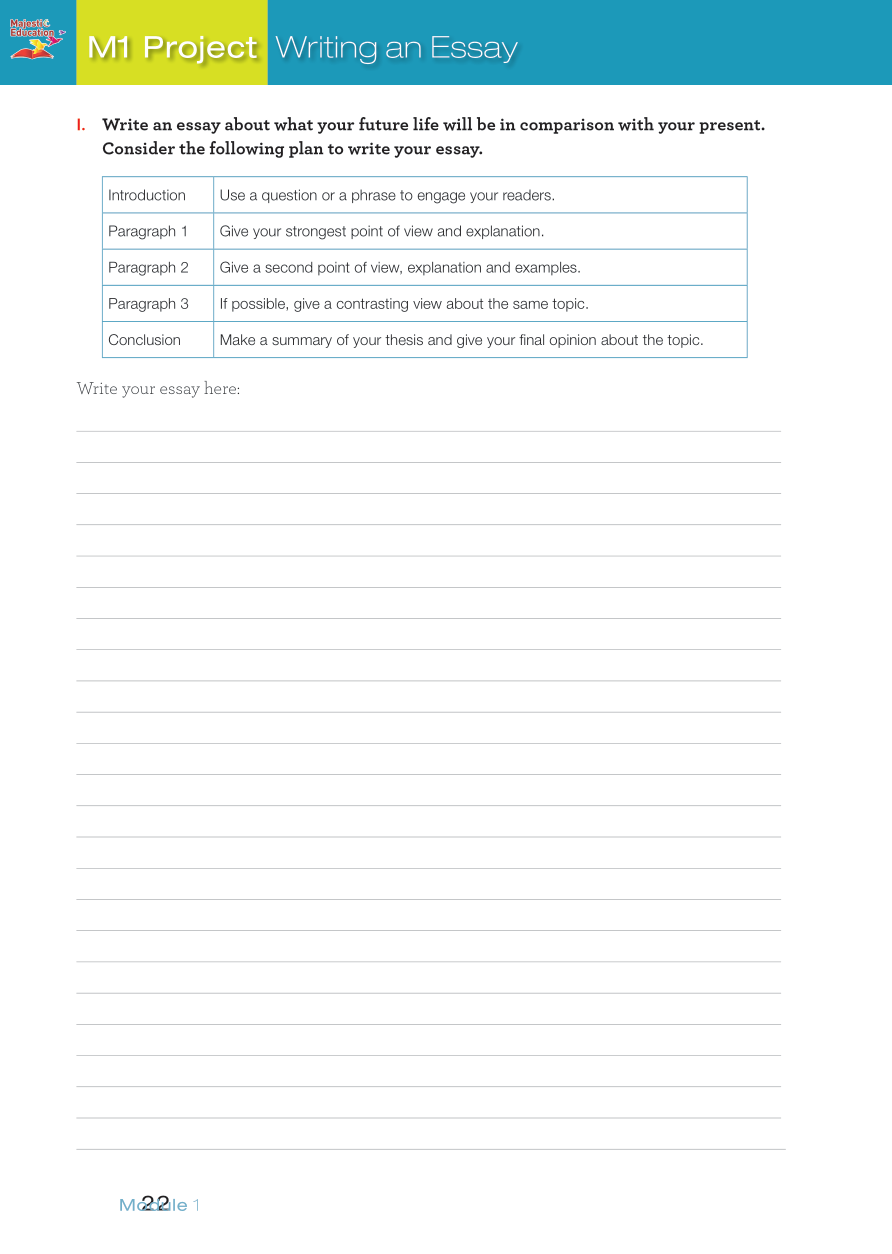 Majestic
Education
M1 Project Writing an Essay
I. Write an essay about what your future life will be in comparison with your present.
Consider the following plan to write your essay.
Introduction Use a question or a phrase to engage your readers.
Paragraph 1 Give your strongest point of view and explanation.
Paragraph 2 Give a second point of view, explanation and examples.
Paragraph 3 If possible, give a contrasting view about the same topic.
Conclusion Make a summary of your thesis and give your final opinion about the topic.
Write your essay here:
22
Module 1